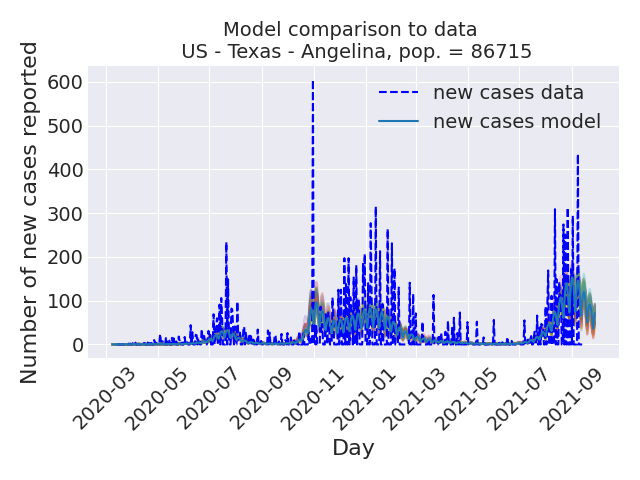 Model comparison to data
US - Texas - Angelina, pop. = 86715
Number of new cases reported
600
500
400
300
200
100
0
new cases data
new cases model
2020-03
2020-05
2020-07
2020-09
2020-11
2021-01
2021-03
2021-05
2021-07
2021-09
Day